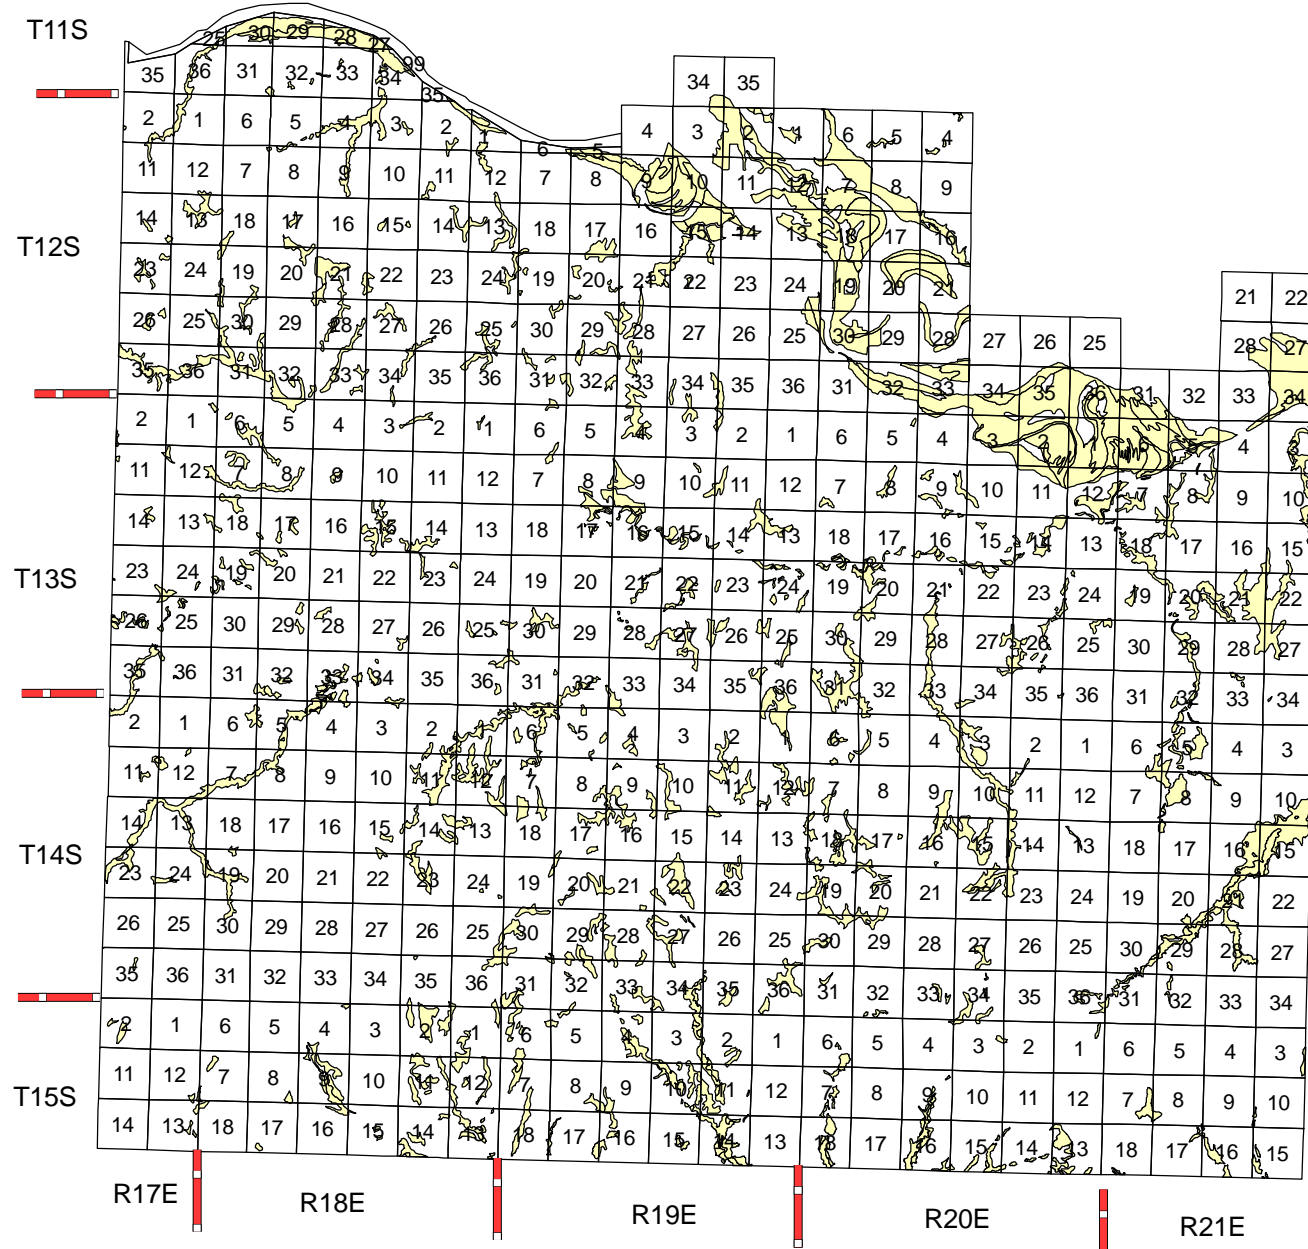 T11S
25 30 29 28 27
35 36 31 32 33 34 99 34 35
35
2 1 6 5 4 3 2 1 4 3 2 1 6 5 4
6 5
11 12 7 8 9 10 11 12 7 8 9 10 11 12 7 8 9
14 13 18 17 16 15 14 13 18 17 16 15 14 13 18 17 16
T12S
23 24 19 20 21 22 23 24 19 20 21 22 23 24 19 20 21 21 22
26 25 30 29 28 27 26 25 30 29 28 27 26 25 30 29 28 27 26 25 28 27
35 36 31 32 33 34 35 36 31 32 33 34 35 36 31 32 33 34 35 36 31 32 33 34
2 1 6 5 4 3 2 1 6 5 4 3 2 1 6 5 4 3 2 1 4 3
11 12 7 8 9 10 11 12 7 8 9 10 11 12 7 8 9 10 11 12 7 8 9 10
14 13 18 17 16 15 14 13 18 17 16 15 14 13 18 17 16 15 14 13 18 17 16 15
T13S
23 24 19 20 21 22 23 24 19 20 21 22 23 24 19 20 21 22 23 24 19 20 21 22
26 25 30 29 28 27 26 25 30 29 28 27 26 25 30 29 28 27 26 25 30 29 28 27
35 36 31 32 33 34 35 36 31 32 33 34 35 36 31 32 33 34 35 36 31 32 33 34
2 1 6 5 4 3 2 1 6 5 4 3 2 1 6 5 4 3 2 1 6 5 4 3
11 12 7 8 9 10 11 12 7 8 9 10 11 12 7 8 9 10 11 12 7 8 9 10
14 13 18 17 16 15 14 13 18 17 16 15 14 13 18 17 16 15 14 13 18 17 16 15
T14S
23 24 19 20 21 22 23 24 19 20 21 22 23 24 19 20 21 22 23 24 19 20 21 22
26 25 30 29 28 27 26 25 30 29 28 27 26 25 30 29 28 27 26 25 30 29 28 27
35 36 31 32 33 34 35 36 31 32 33 34 35 36 31 32 33 34 35 36 31 32 33 34
2 1 6 5 4 3 2 1 6 5 4 3 2 1 6 5 4 3 2 1 6 5 4 3
11 12 7 8 9 10 11 12 7 8 9 10 11 12 7 8 9 10 11 12 7 8 9 10
T15S
14 13 18 17 16 15 14 13 18 17 16 15 14 13 18 17 16 15 14 13 18 17 16 15
R17E R18E R19E R20E R21E